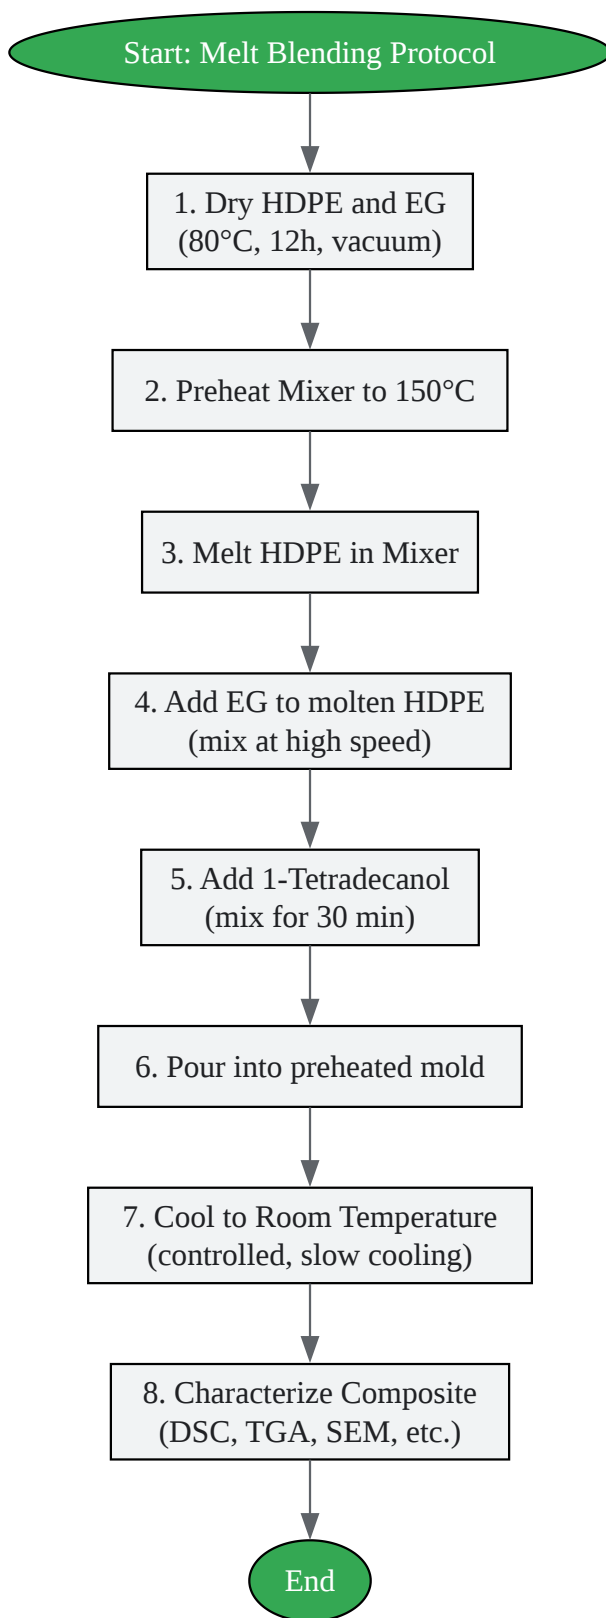 Start: Melt Blending Protocol
1. Dry HDPE and EG
(80°C, 12h, vacuum)
2. Preheat Mixer to 150°C
3. Melt HDPE in Mixer
4. Add EG to molten HDPE
(mix at high speed)
5. Add 1-Tetradecanol
(mix for 30 min)
6. Pour into preheated mold
7. Cool to Room Temperature
(controlled, slow cooling)
8. Characterize Composite
(DSC, TGA, SEM, etc.)
End